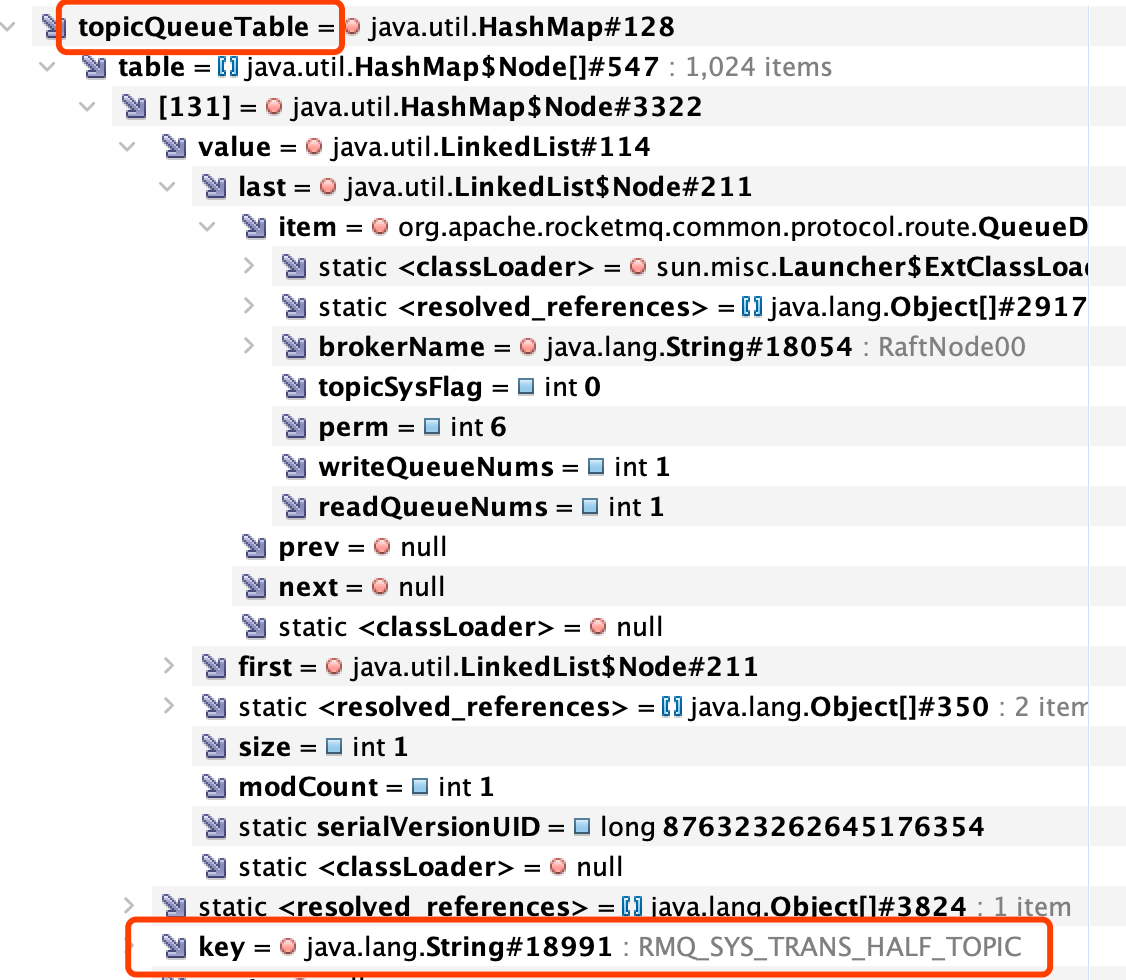 topicQueueTable = java.util.HashMap#128
table = java.util.HashMap$Node[]#547 : 1,024 items
[131] = java.util.HashMap$Node#3322
value = java.util.LinkedList#114
last = java.util.LinkedList$Node#211
item = org.apache.rocketmq.common.protocol.route.QueueD
static <classLoader> = sun.misc.Launcher$ExtClassLoa
static <resolved_references> = java.lang.Object[]#2917
brokerName = java.lang.String#18054 : RaftNode00
topicSysFlag = int 0
perm = int 6
writeQueueNums = int 1
readQueueNums = int 1
prev = null
next = null
static <classLoader> = null
first = java.util.LinkedList$Node#211
static <resolved_references> = java.lang.Object[]#350 : 2 item
size = int 1
modCount = int 1
static serialVersionUID = long 876323262645176354
static <classLoader> = null
static <resolved_references> = java.lang.Object[]#3824 : 1 item
key = java.lang.String#18991 : RMQ_SYS_TRANS_HALF_TOPIC